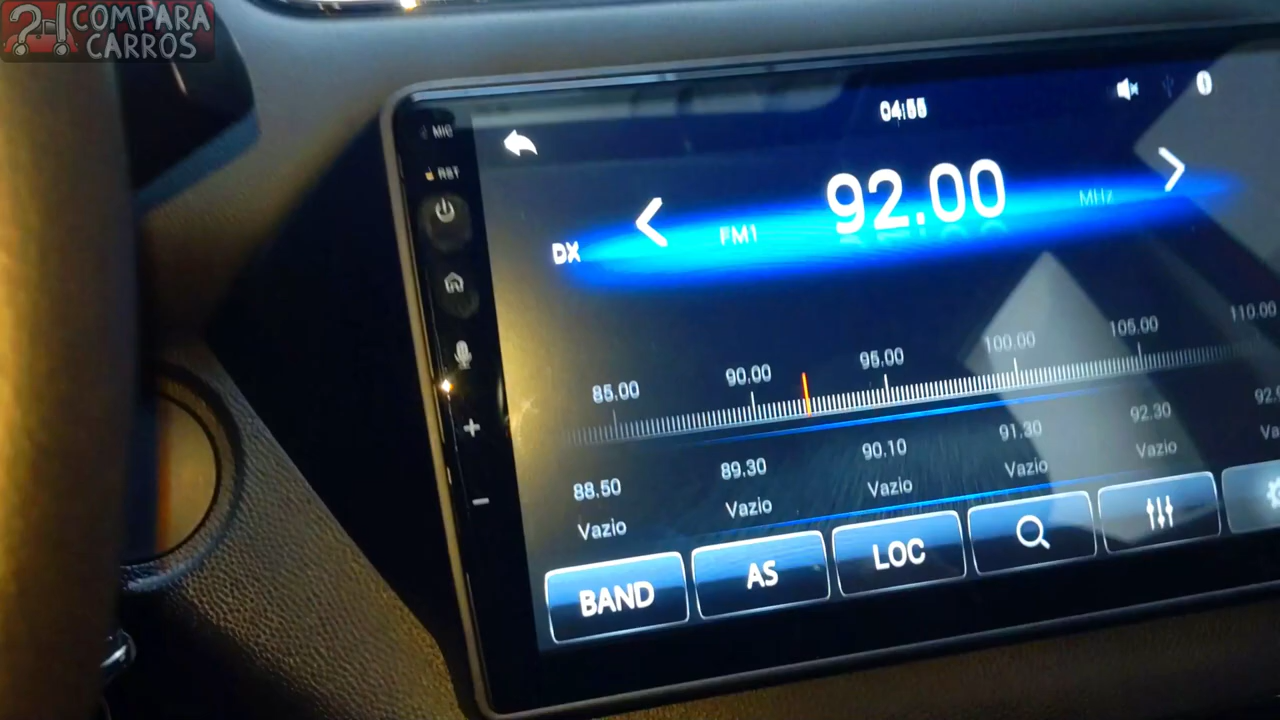 COMPARA
CARROS
MIC
RST
04:55
92.00
MHz
FM1
DX
85.00 90.00 95.00 100.00 105.00 110.00
88.50 89.30 90.10 91.30 92.30
Vazio Vazio Vazio Vazio Vazio
BAND AS LOC